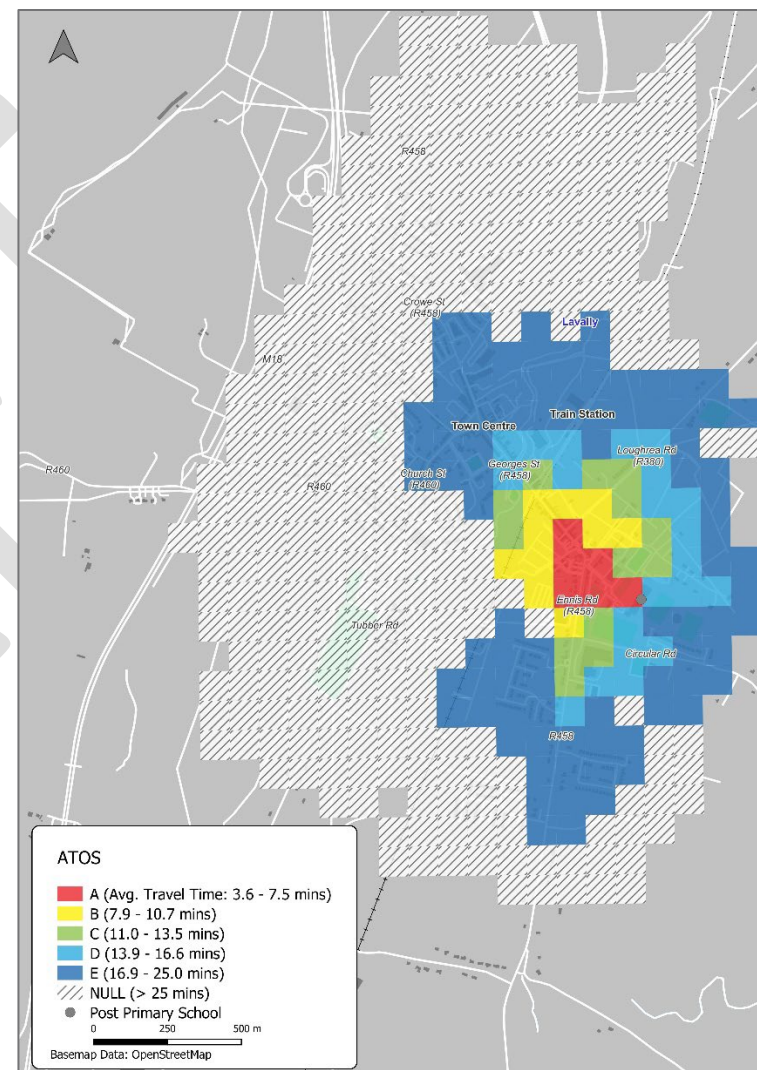 R458
Crowe St
(R458)
Lavally
M18
Train Station
Town Centre
Loughrea Rd
(R380)
Georges St
(R458)
Church St
(R460)
R460
R460
Ennis Rd
(R458)
Tubber Rd
Circular Rd
R458
ATOS
A (Avg. Travel Time: 3.6 - 7.5 mins)
B (7.9 - 10.7 mins)
C (11.0 - 13.5 mins)
D (13.9 - 16.6 mins)
E (16.9 - 25.0 mins)
NULL (> 25 mins)
Post Primary School
0 250 500 m
Basemap Data: OpenStreetMap